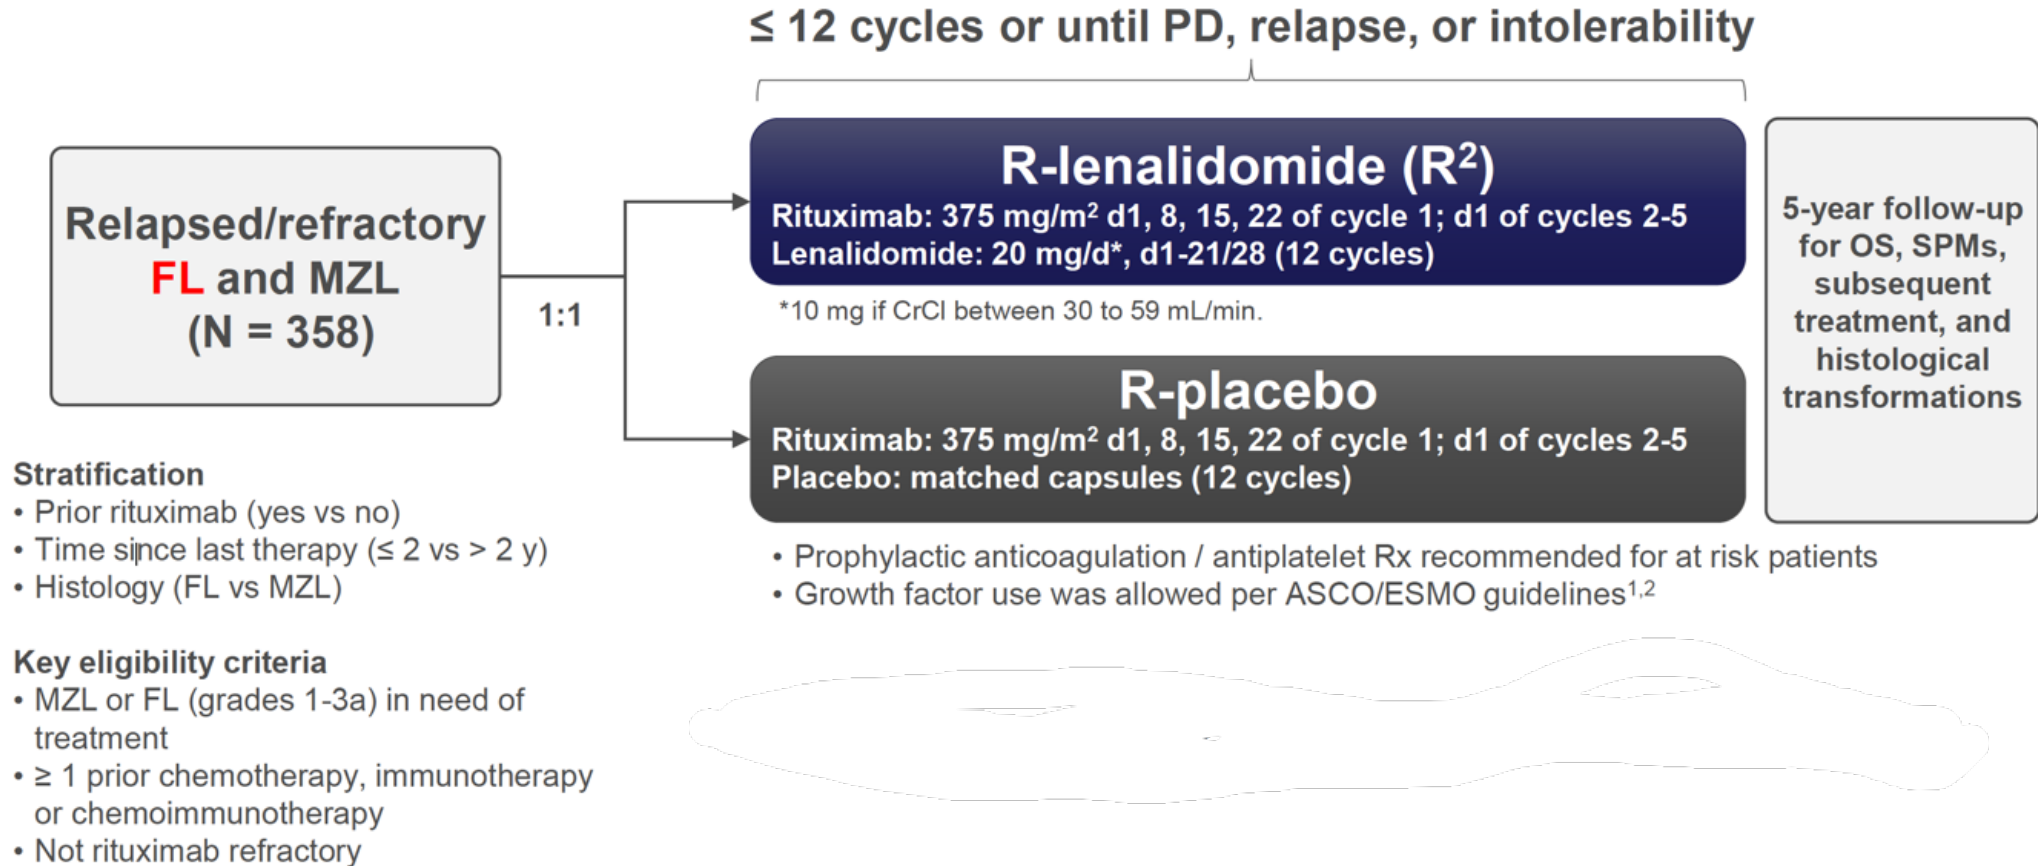 ≤ 12 cycles or until PD, relapse, or intolerability
Relapsed/refractory
FL and MZL
(N = 358)
1:1
R-lenalidomide (R²)
Rituximab: 375 mg/m² d1, 8, 15, 22 of cycle 1; d1 of cycles 2-5
Lenalidomide: 20 mg/d*, d1-21/28 (12 cycles)
*10 mg if CrCl between 30 to 59 mL/min.
R-placebo
Rituximab: 375 mg/m² d1, 8, 15, 22 of cycle 1; d1 of cycles 2-5
Placebo: matched capsules (12 cycles)
5-year follow-up
for OS, SPMs,
subsequent
treatment, and
histological
transformations
• Prophylactic anticoagulation / antiplatelet Rx recommended for at risk patients
• Growth factor use was allowed per ASCO/ESMO guidelines¹,²
Stratification
• Prior rituximab (yes vs no)
• Time since last therapy (≤ 2 vs > 2 y)
• Histology (FL vs MZL)
Key eligibility criteria
• MZL or FL (grades 1-3a) in need of
treatment
• ≥ 1 prior chemotherapy, immunotherapy
or chemoimmunotherapy
• Not rituximab refractory